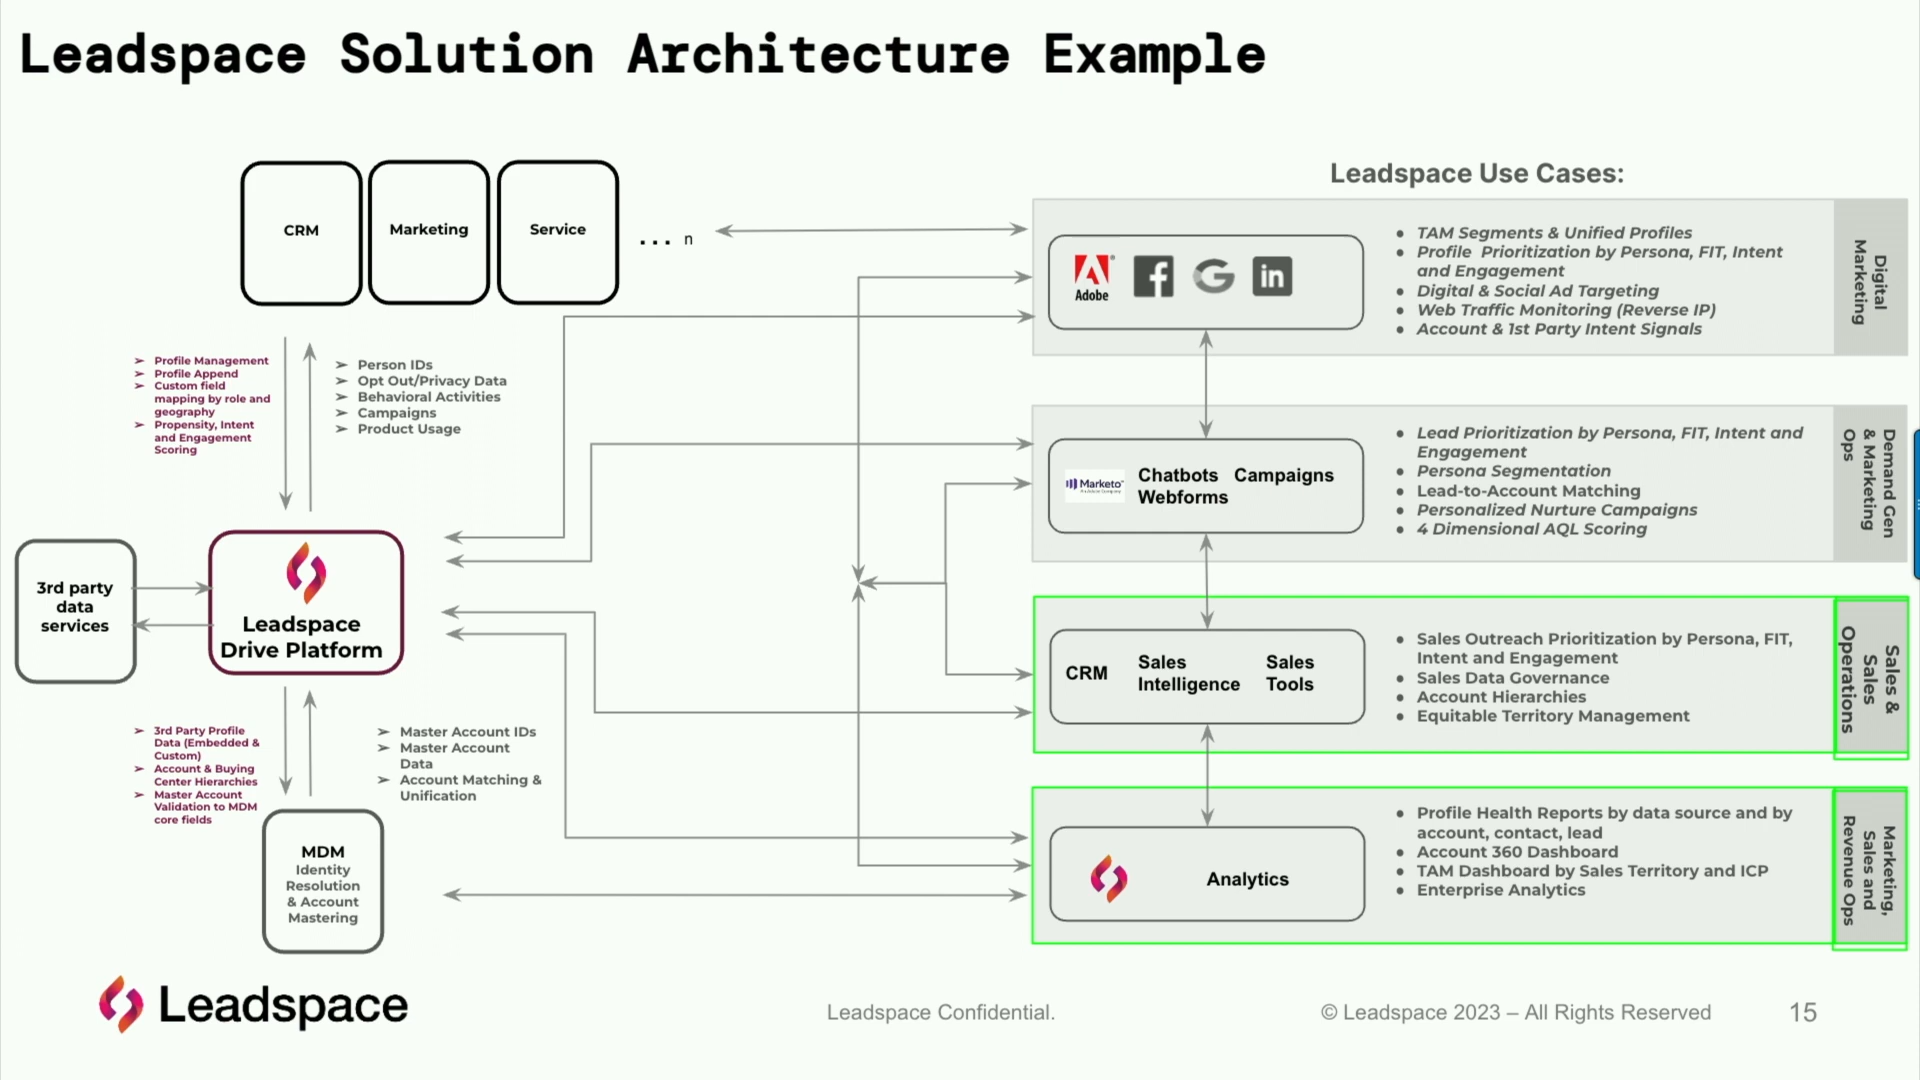 Leadspace Solution Architecture Example
CRM
Marketing
Service
... n
➢ Profile Management
➢ Profile Append
➢ Custom field
mapping by role and
geography
➢ Propensity, Intent
and Engagement
Scoring
➢ Person IDs
➢ Opt Out/Privacy Data
➢ Behavioral Activities
➢ Campaigns
➢ Product Usage
3rd party
data
services
Leadspace
Drive Platform
➢ 3rd Party Profile
Data (Embedded &
Custom)
➢ Account & Buying
Center Hierarchies
➢ Master Account
Validation to MDM
core fields
➢ Master Account IDs
➢ Master Account
Data
➢ Account Matching &
Unification
MDM
Identity
Resolution
& Account
Mastering
Leadspace Use Cases:
Adobe
● TAM Segments & Unified Profiles
● Profile Prioritization by Persona, FIT, Intent
and Engagement
● Digital & Social Ad Targeting
● Web Traffic Monitoring (Reverse IP)
● Account & 1st Party Intent Signals
Digital
Marketing
Marketo
Chatbots Campaigns
Webforms
● Lead Prioritization by Persona, FIT, Intent and
Engagement
● Persona Segmentation
● Lead-to-Account Matching
● Personalized Nurture Campaigns
● 4 Dimensional AQL Scoring
Demand Gen
& Marketing
Ops
CRM
Sales
Intelligence
Sales
Tools
● Sales Outreach Prioritization by Persona, FIT,
Intent and Engagement
● Sales Data Governance
● Account Hierarchies
● Equitable Territory Management
Sales &
Sales
Operations
Analytics
● Profile Health Reports by data source and by
account, contact, lead
● Account 360 Dashboard
● TAM Dashboard by Sales Territory and ICP
● Enterprise Analytics
Marketing,
Sales and
Revenue Ops
Leadspace
Leadspace Confidential.
© Leadspace 2023 – All Rights Reserved
15